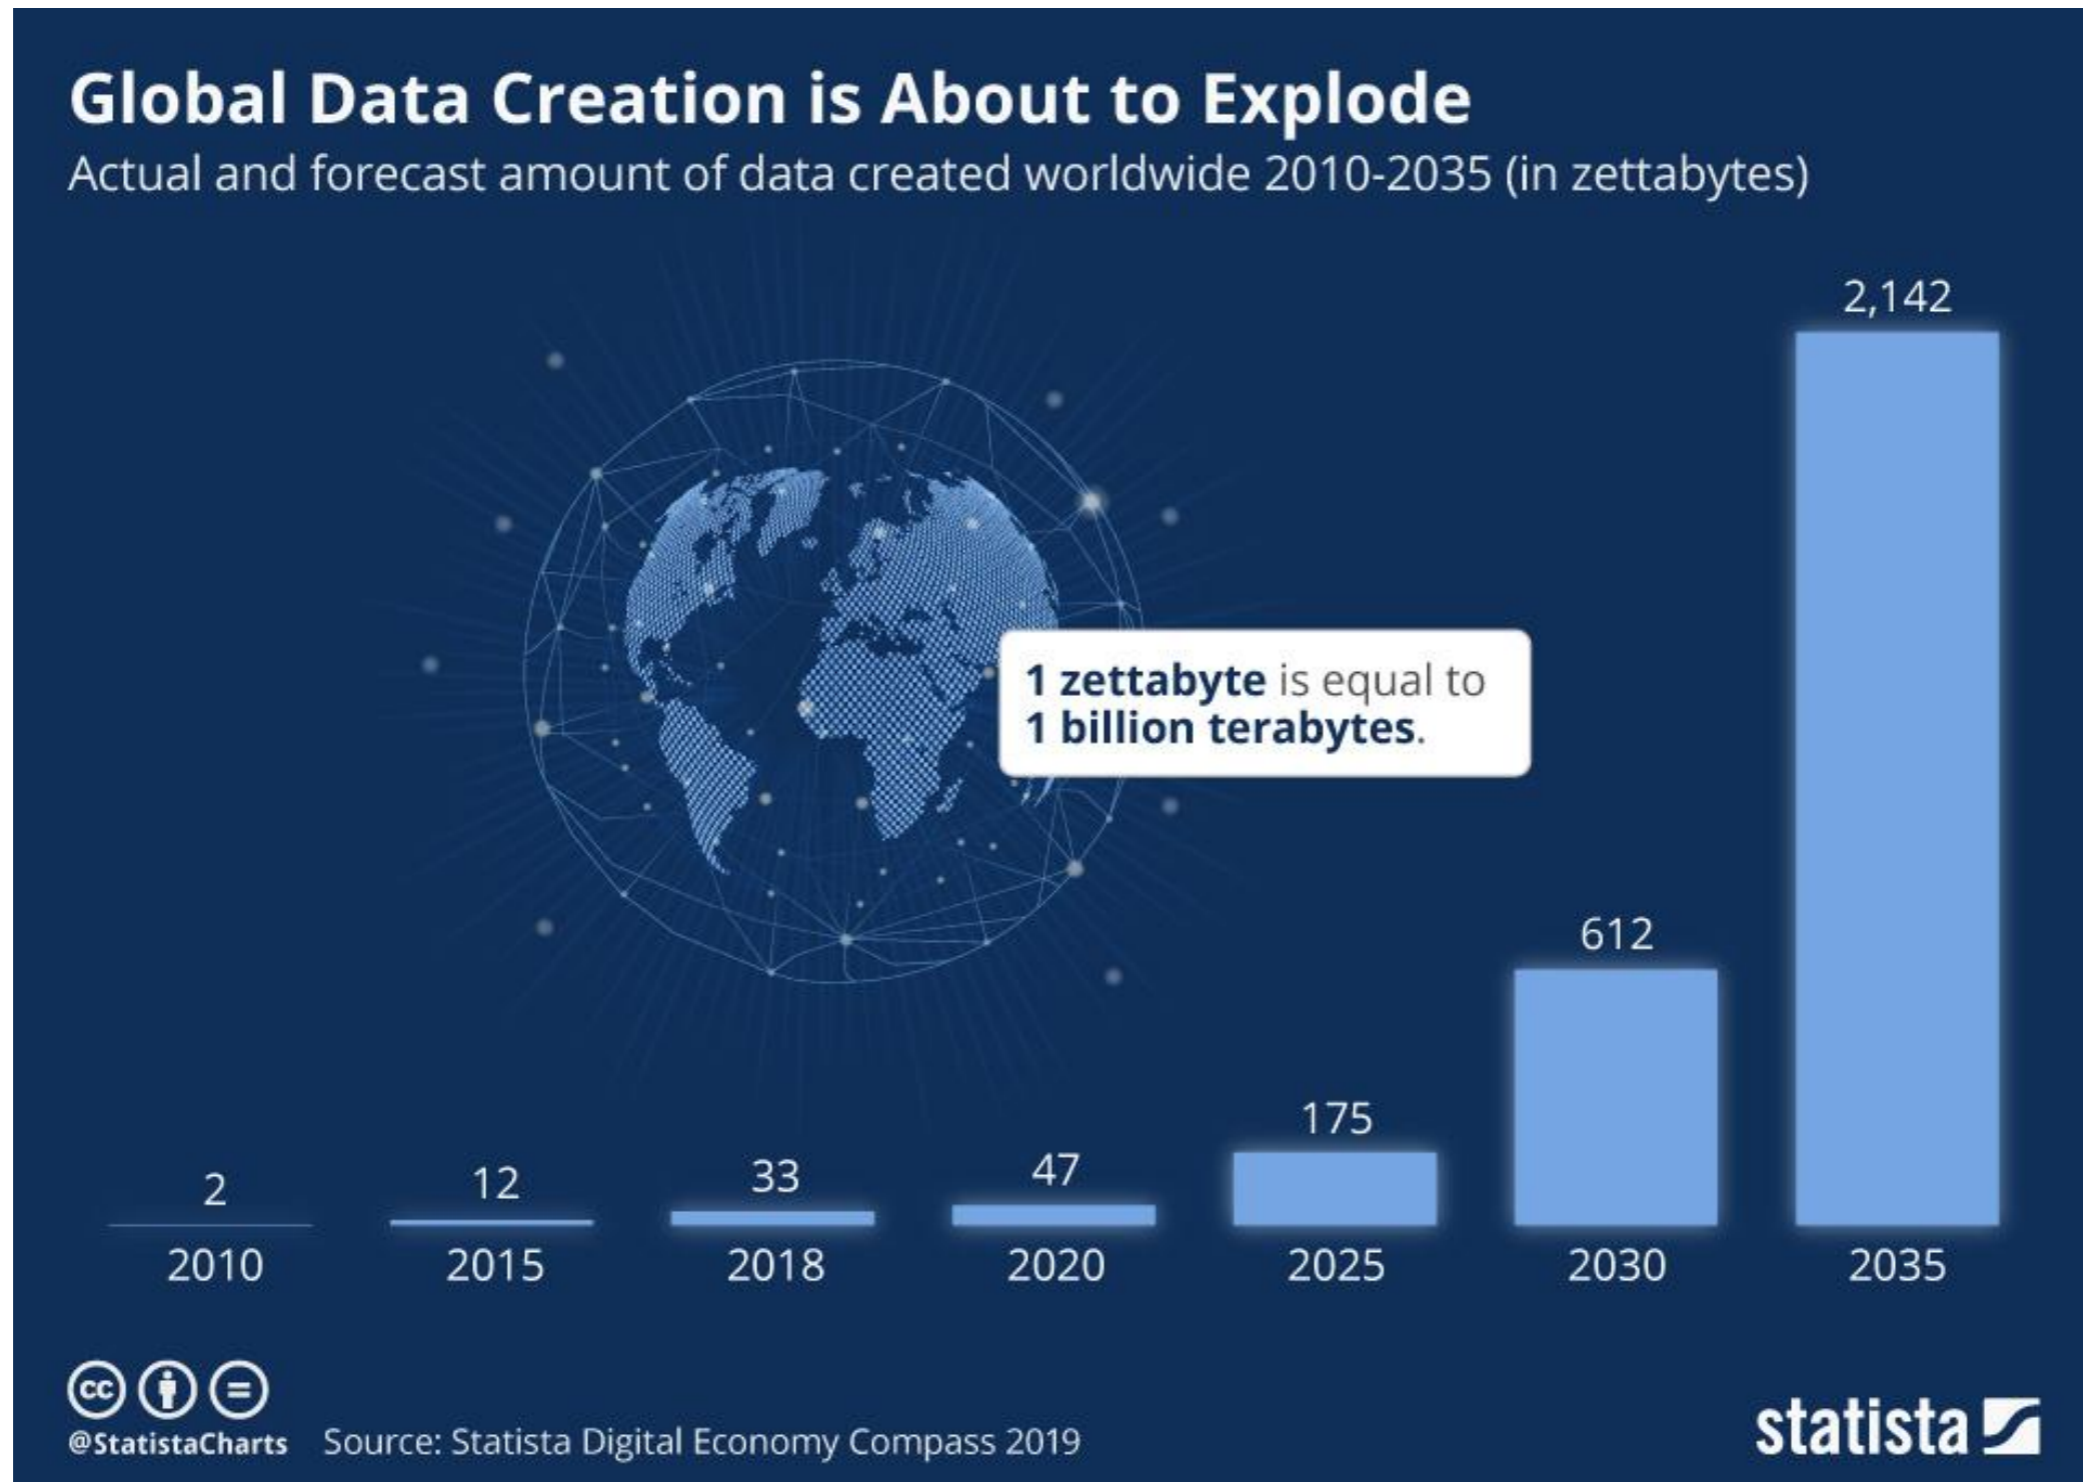 Global Data Creation is About to Explode
Actual and forecast amount of data created worldwide 2010-2035 (in zettabytes)
2,142
1 zettabyte is equal to
1 billion terabytes.
612
175
2 12 33 47
2010 2015 2018 2020 2025 2030 2035
cc
@StatistaCharts Source: Statista Digital Economy Compass 2019
statista